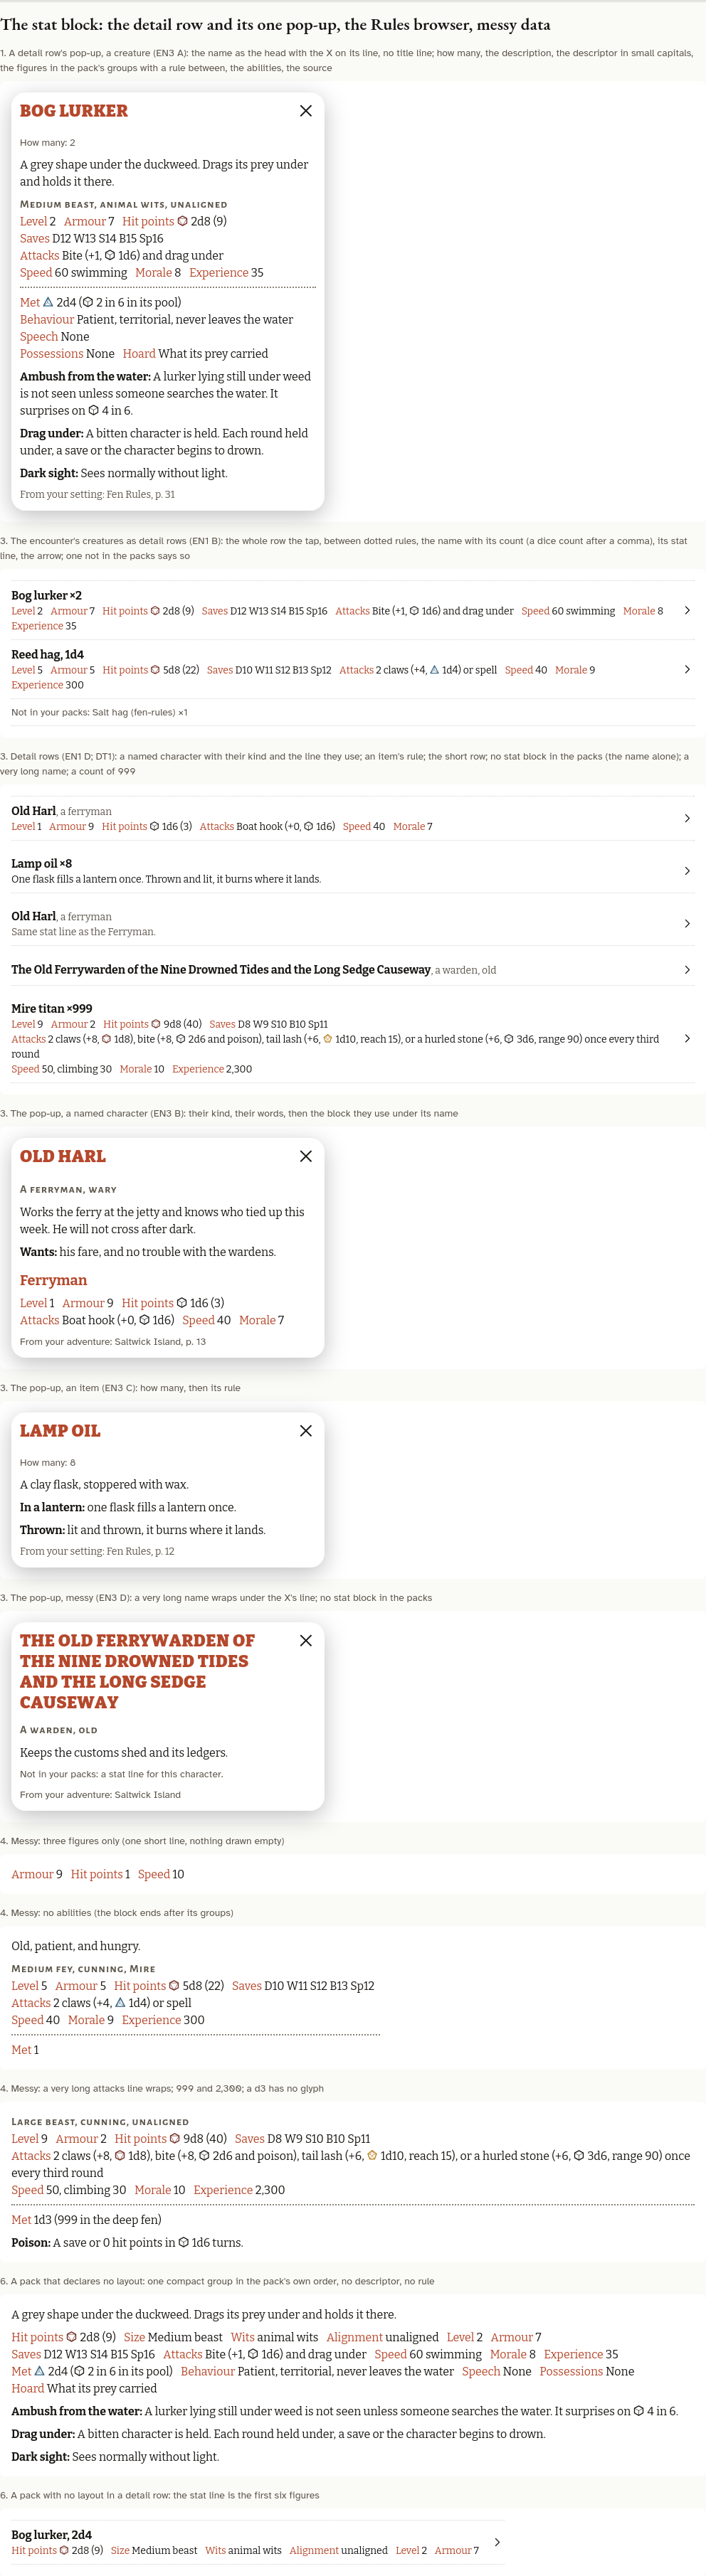 The stat block: the detail row and its one pop-up, the Rules browser, messy data
1. A detail row's pop-up, a creature (EN3 A): the name as the head with the X on its line, no title line; how many, the description, the descriptor in small capitals,
the figures in the pack's groups with a rule between, the abilities, the source
BOG LURKER
How many: 2
A grey shape under the duckweed. Drags its prey under
and holds it there.
MEDIUM BEAST, ANIMAL WITS, UNALIGNED
Level 2 Armour 7 Hit points 2d8 (9)
Saves D12 W13 S14 B15 Sp16
Attacks Bite (+1, 1d6) and drag under
Speed 60 swimming Morale 8 Experience 35
Met 2d4 (2 in 6 in its pool)
Behaviour Patient, territorial, never leaves the water
Speech None
Possessions None Hoard What its prey carried
Ambush from the water: A lurker lying still under weed
is not seen unless someone searches the water. It
surprises on 4 in 6.
Drag under: A bitten character is held. Each round held
under, a save or the character begins to drown.
Dark sight: Sees normally without light.
From your setting: Fen Rules, p. 31
3. The encounter's creatures as detail rows (EN1 B): the whole row the tap, between dotted rules, the name with its count (a dice count after a comma), its stat
line, the arrow; one not in the packs says so
Bog lurker ×2
Level 2 Armour 7 Hit points 2d8 (9) Saves D12 W13 S14 B15 Sp16 Attacks Bite (+1, 1d6) and drag under Speed 60 swimming Morale 8
Experience 35
Reed hag, 1d4
Level 5 Armour 5 Hit points 5d8 (22) Saves D10 W11 S12 B13 Sp12 Attacks 2 claws (+4, 1d4) or spell Speed 40 Morale 9
Experience 300
Not in your packs: Salt hag (fen-rules) ×1
3. Detail rows (EN1 D; DT1): a named character with their kind and the line they use; an item's rule; the short row; no stat block in the packs (the name alone); a
very long name; a count of 999
Old Harl, a ferryman
Level 1 Armour 9 Hit points 1d6 (3) Attacks Boat hook (+0, 1d6) Speed 40 Morale 7
Lamp oil ×8
One flask fills a lantern once. Thrown and lit, it burns where it lands.
Old Harl, a ferryman
Same stat line as the Ferryman.
The Old Ferrywarden of the Nine Drowned Tides and the Long Sedge Causeway, a warden, old
Mire titan ×999
Level 9 Armour 2 Hit points 9d8 (40) Saves D8 W9 S10 B10 Sp11
Attacks 2 claws (+8, 1d8), bite (+8, 2d6 and poison), tail lash (+6, 1d10, reach 15), or a hurled stone (+6, 3d6, range 90) once every third
round
Speed 50, climbing 30 Morale 10 Experience 2,300
3. The pop-up, a named character (EN3 B): their kind, their words, then the block they use under its name
OLD HARL
A FERRYMAN, WARY
Works the ferry at the jetty and knows who tied up this
week. He will not cross after dark.
Wants: his fare, and no trouble with the wardens.
Ferryman
Level 1 Armour 9 Hit points 1d6 (3)
Attacks Boat hook (+0, 1d6) Speed 40 Morale 7
From your adventure: Saltwick Island, p. 13
3. The pop-up, an item (EN3 C): how many, then its rule
LAMP OIL
How many: 8
A clay flask, stoppered with wax.
In a lantern: one flask fills a lantern once.
Thrown: lit and thrown, it burns where it lands.
From your setting: Fen Rules, p. 12
3. The pop-up, messy (EN3 D): a very long name wraps under the X's line; no stat block in the packs
THE OLD FERRYWARDEN OF
THE NINE DROWNED TIDES
AND THE LONG SEDGE
CAUSEWAY
A WARDEN, OLD
Keeps the customs shed and its ledgers.
Not in your packs: a stat line for this character.
From your adventure: Saltwick Island
4. Messy: three figures only (one short line, nothing drawn empty)
Armour 9 Hit points 1 Speed 10
4. Messy: no abilities (the block ends after its groups)
Old, patient, and hungry.
MEDIUM FEY, CUNNING, MIRE
Level 5 Armour 5 Hit points 5d8 (22) Saves D10 W11 S12 B13 Sp12
Attacks 2 claws (+4, 1d4) or spell
Speed 40 Morale 9 Experience 300
Met 1
4. Messy: a very long attacks line wraps; 999 and 2,300; a d3 has no glyph
LARGE BEAST, CUNNING, UNALIGNED
Level 9 Armour 2 Hit points 9d8 (40) Saves D8 W9 S10 B10 Sp11
Attacks 2 claws (+8, 1d8), bite (+8, 2d6 and poison), tail lash (+6, 1d10, reach 15), or a hurled stone (+6, 3d6, range 90) once
every third round
Speed 50, climbing 30 Morale 10 Experience 2,300
Met 1d3 (999 in the deep fen)
Poison: A save or 0 hit points in 1d6 turns.
6. A pack that declares no layout: one compact group in the pack's own order, no descriptor, no rule
A grey shape under the duckweed. Drags its prey under and holds it there.
Hit points 2d8 (9) Size Medium beast Wits animal wits Alignment unaligned Level 2 Armour 7
Saves D12 W13 S14 B15 Sp16 Attacks Bite (+1, 1d6) and drag under Speed 60 swimming Morale 8 Experience 35
Met 2d4 (2 in 6 in its pool) Behaviour Patient, territorial, never leaves the water Speech None Possessions None
Hoard What its prey carried
Ambush from the water: A lurker lying still under weed is not seen unless someone searches the water. It surprises on 4 in 6.
Drag under: A bitten character is held. Each round held under, a save or the character begins to drown.
Dark sight: Sees normally without light.
6. A pack with no layout in a detail row: the stat line is the first six figures
Bog lurker, 2d4
Hit points 2d8 (9) Size Medium beast Wits animal wits Alignment unaligned Level 2 Armour 7